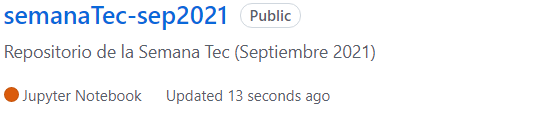 semanaTec-sep2021 Public
Repositorio de la Semana Tec (Septiembre 2021)
Jupyter Notebook Updated 13 seconds ago